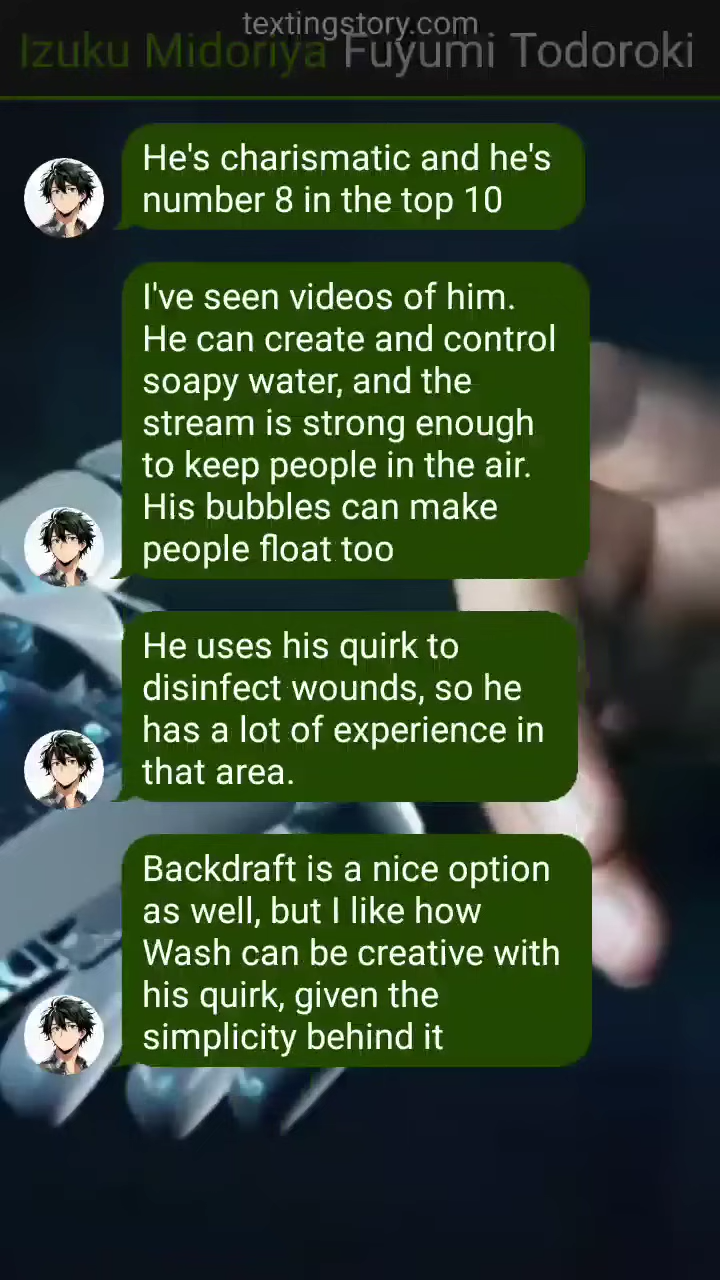 textingstory.com
Izuku Midoriya Fuyumi Todoroki
He's charismatic and he's
number 8 in the top 10
I've seen videos of him.
He can create and control
soapy water, and the
stream is strong enough
to keep people in the air.
His bubbles can make
people float too
He uses his quirk to
disinfect wounds, so he
has a lot of experience in
that area.
Backdraft is a nice option
as well, but I like how
Wash can be creative with
his quirk, given the
simplicity behind it